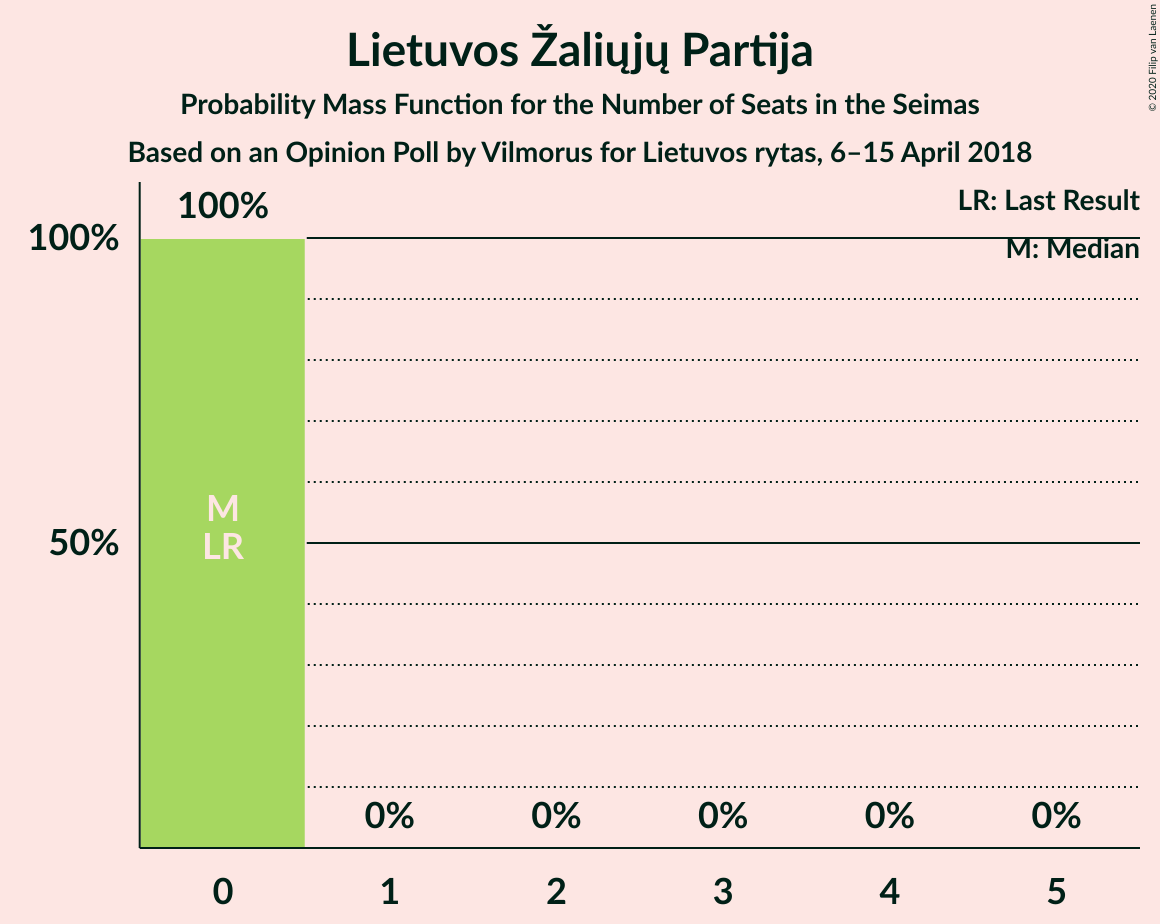 Lietuvos Žaliųjų Partija
Probability Mass Function for the Number of Seats in the Seimas
Based on an Opinion Poll by Vilmorus for Lietuvos rytas, 6–15 April 2018
© 2020 Filip van Laenen
LR: Last Result
M: Median
100%
100%
50%
M
LR
0% 0% 0% 0% 0%
0 1 2 3 4 5